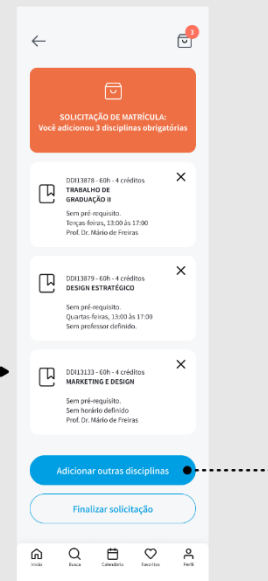 1
SOLICITAÇÃO DE MATRÍCULA:
Você adicionou 3 disciplinas obrigatórias
DDI13878 - 60h - 4 créditos
TRABALHO DE
GRADUAÇÃO II
Sem pré-requisito.
Terças-feiras, 13:00 às 17:00
Prof. Dr. Mário de Freiras
DDI13879 - 60h - 4 créditos
DESIGN ESTRATÉGICO
Sem pré-requisito.
Quartas-feiras, 13:00 às 17:00
Sem professor definido.
DDI13133 - 60h - 4 créditos
MARKETING E DESIGN
Sem pré-requisito.
Sem horário definido
Prof. Dr. Mário de Freiras
Adicionar outras disciplinas
Finalizar solicitação
Início Busca Calendário Favoritos Perfil